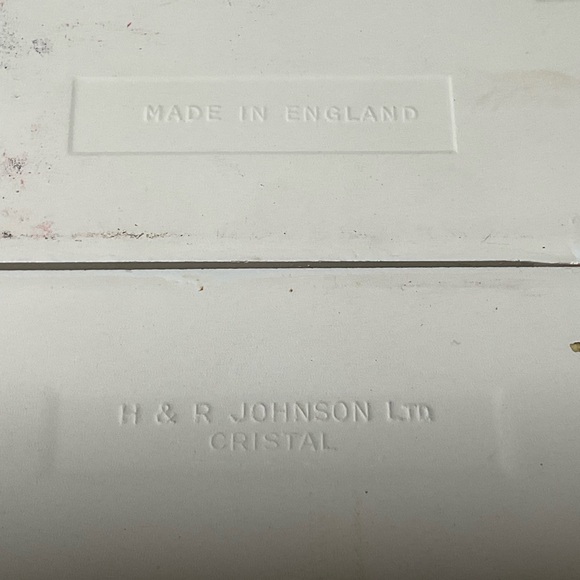 MADE IN ENGLAND
H & R JOHNSON LTD.
CRISTAL